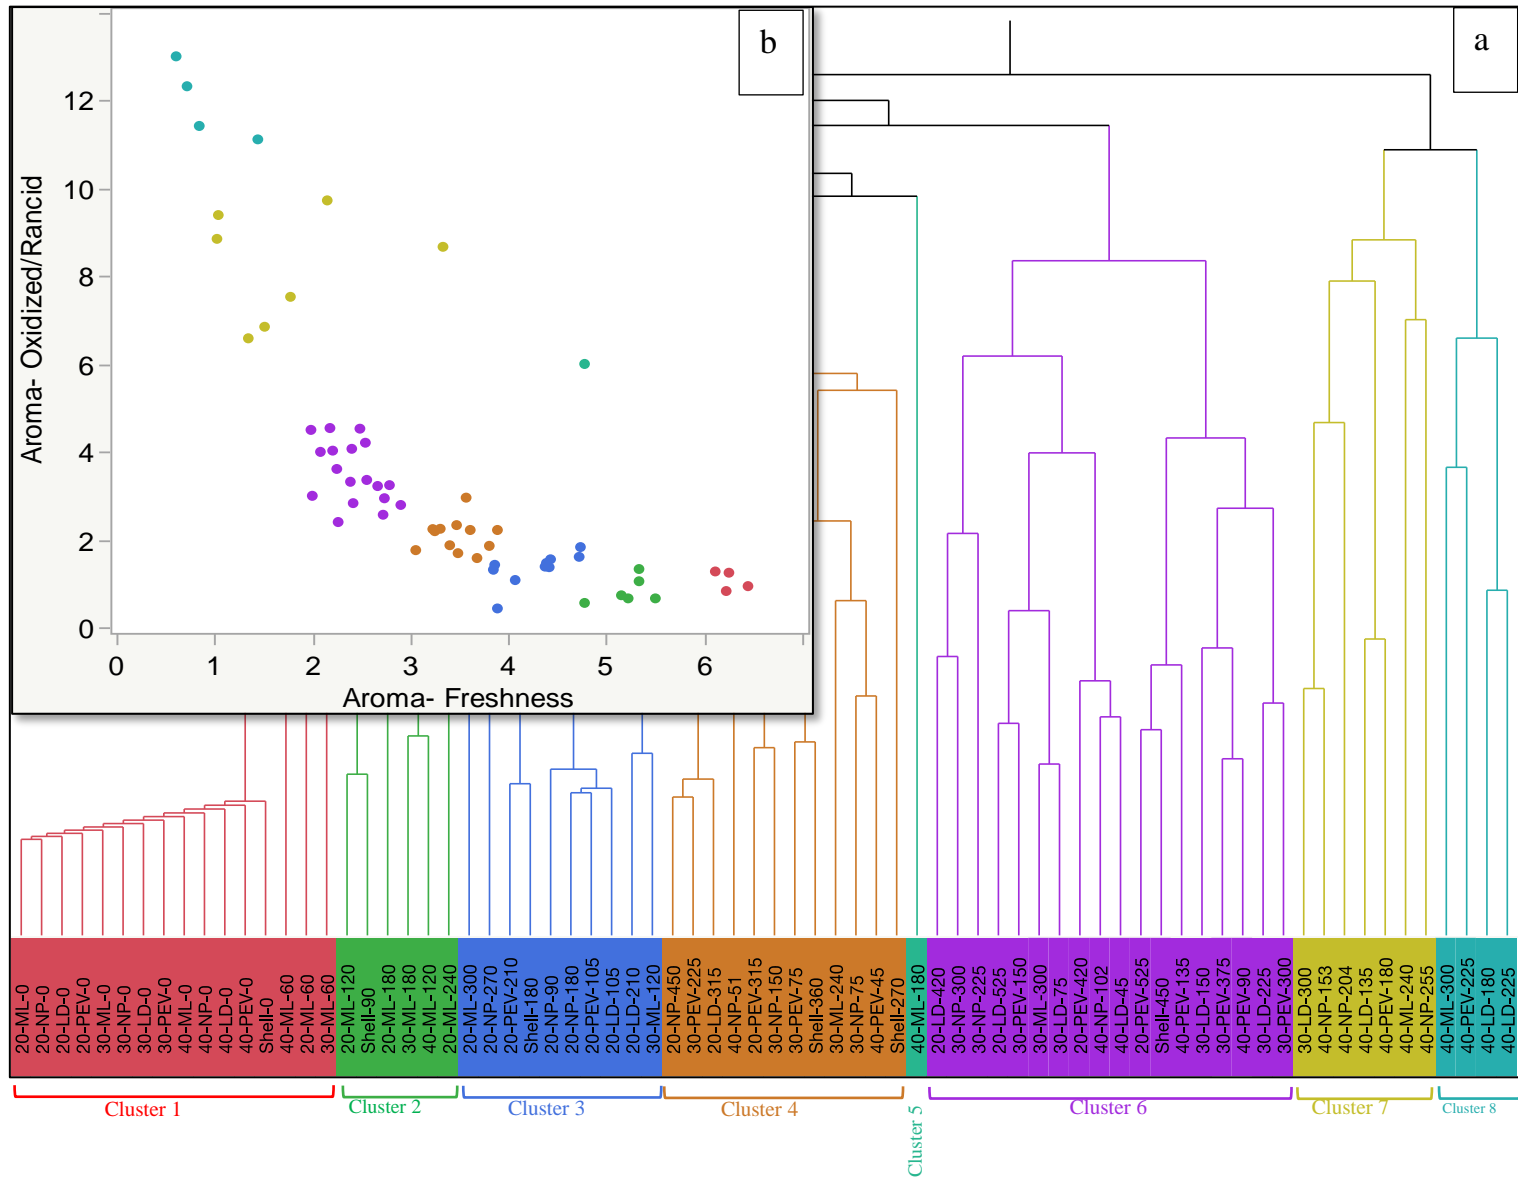 b
a
12
10
8
6
4
2
0
Aroma- Oxidized/Rancid
0 1 2 3 4 5 6
Aroma- Freshness
20-ML-0
20-NP-0
20-LD-0
20-PEV-0
30-ML-0
30-NP-0
30-LD-0
30-PEV-0
40-ML-0
40-NP-0
40-LD-0
40-PEV-0
Shell-0
40-ML-60
20-ML-60
30-ML-60
20-ML-120
Shell-90
20-ML-180
30-ML-180
40-ML-120
20-ML-240
20-ML-300
20-NP-270
20-PEV-210
Shell-180
20-NP-90
20-NP-180
20-PEV-105
20-LD-105
20-LD-210
30-ML-120
20-NP-450
20-PEV-225
20-LD-315
40-NP-51
20-PEV-315
30-NP-150
30-PEV-75
Shell-360
30-ML-240
30-NP-75
40-PEV-45
Shell-270
40-ML-180
20-LD-420
30-NP-300
30-NP-225
20-LD-525
30-PEV-150
30-ML-300
30-LD-75
20-PEV-420
40-NP-102
40-LD-45
20-PEV-525
Shell-450
40-PEV-135
30-LD-150
30-PEV-375
40-PEV-90
30-LD-225
30-PEV-300
30-LD-300
40-NP-153
40-NP-204
40-LD-135
40-PEV-180
40-ML-240
40-NP-255
40-ML-300
40-PEV-225
40-LD-180
40-LD-225
Cluster 1
Cluster 2
Cluster 3
Cluster 4
Cluster 5
Cluster 6
Cluster 7
Cluster 8